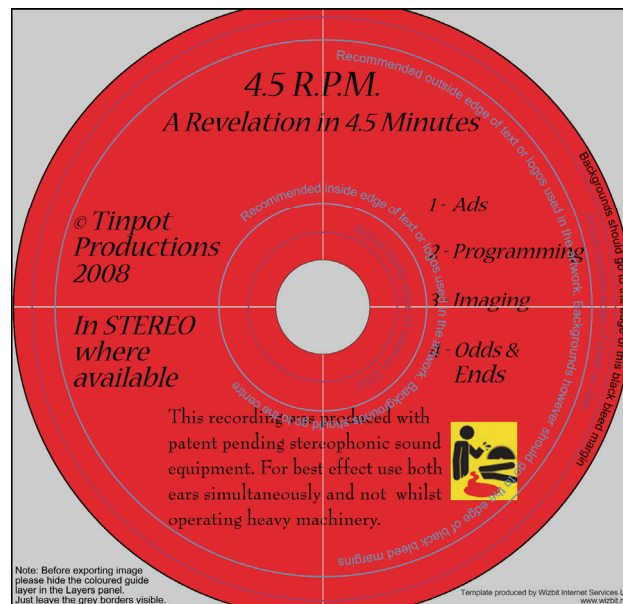 4.5 R.P.M.
A Revelation in 4.5 Minutes
© Tinpot
Productions
2008
In STEREO
where
available
1 - Ads
2 - Programming
3 - Imaging
4 - Odds &
Ends
This recording was produced with
patent pending stereophonic sound
equipment. For best effect use both
ears simultaneously and not whilst
operating heavy machinery.
Recommended outside edge of text or logos used in the artwork. Backgrounds however should go to the edge of black bleed margins
Recommended inside edge of text or logos used in the artwork. Backgrounds should go to the centre
Backgrounds should go to the edge of this black bleed margin
Note: Before exporting image
please hide the coloured guide
layer in the Layers panel.
Just leave the grey borders visible.
Template produced by Wizbit Internet Services
www.wizbit.